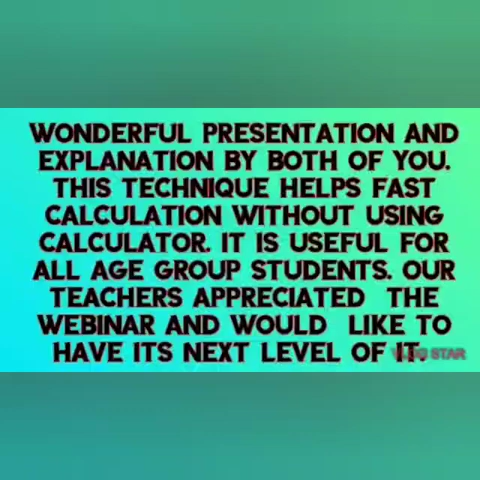 WONDERFUL PRESENTATION AND
EXPLANATION BY BOTH OF YOU.
THIS TECHNIQUE HELPS FAST
CALCULATION WITHOUT USING
CALCULATOR. IT IS USEFUL FOR
ALL AGE GROUP STUDENTS. OUR
TEACHERS APPRECIATED THE
WEBINAR AND WOULD LIKE TO
HAVE ITS NEXT LEVEL OF IT.
STAR